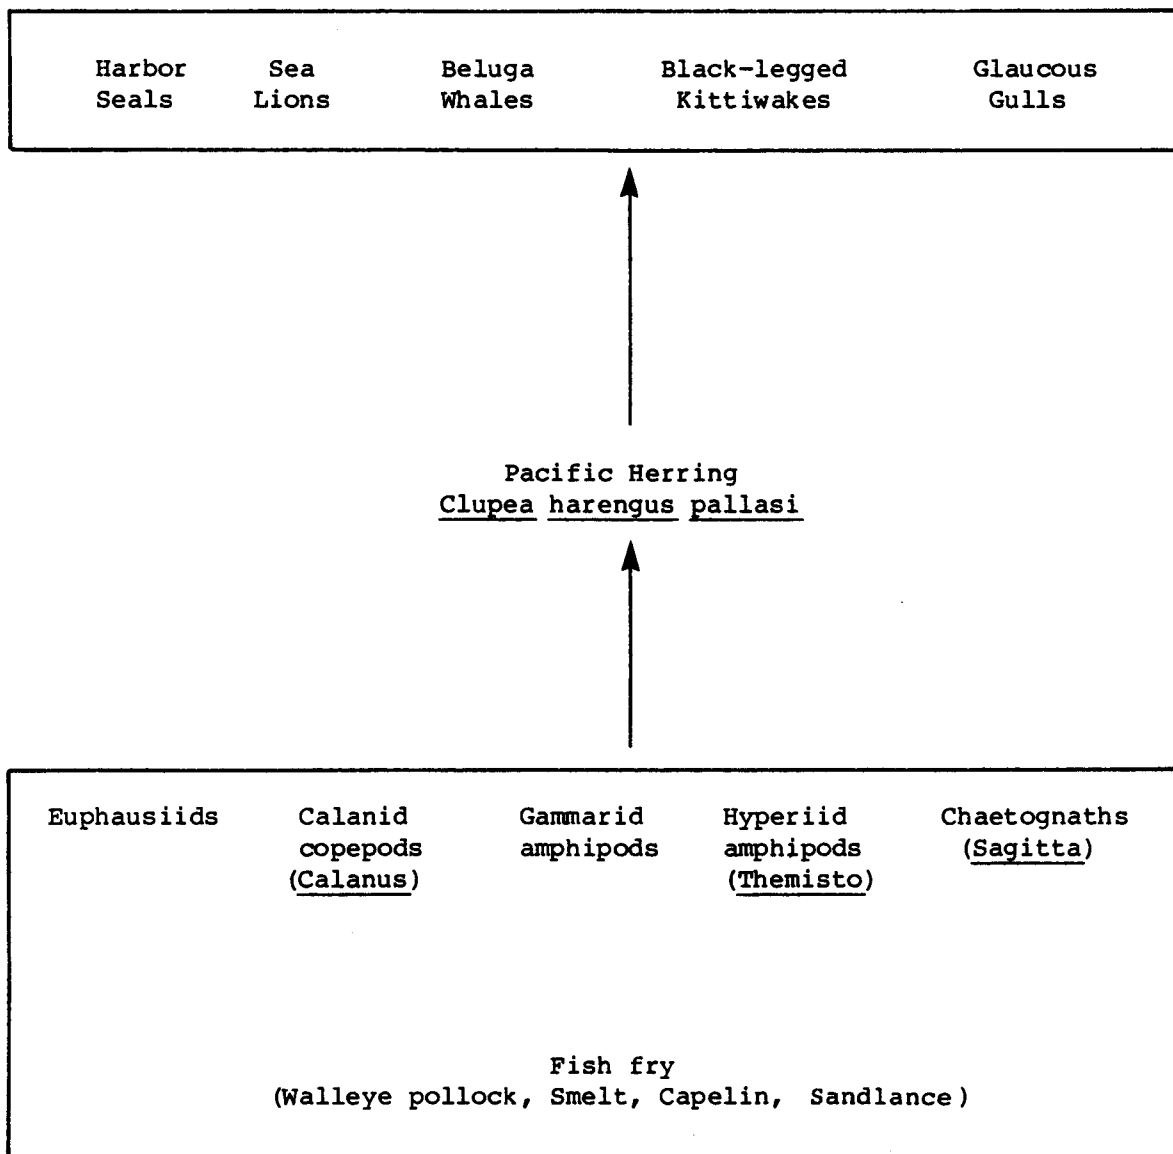 Harbor Seals
Sea Lions
Beluga Whales
Black-legged Kittiwakes
Glaucous Gulls
Pacific Herring
Clupea harengus pallasi
Euphausiids
Calanid
copepods
(Calanus)
Gammarid
amphipods
Hyperiid
amphipods
(Themisto)
Chaetognaths
(Sagitta)
Fish fry
(Walleye pollock, Smelt, Capelin, Sandlance)